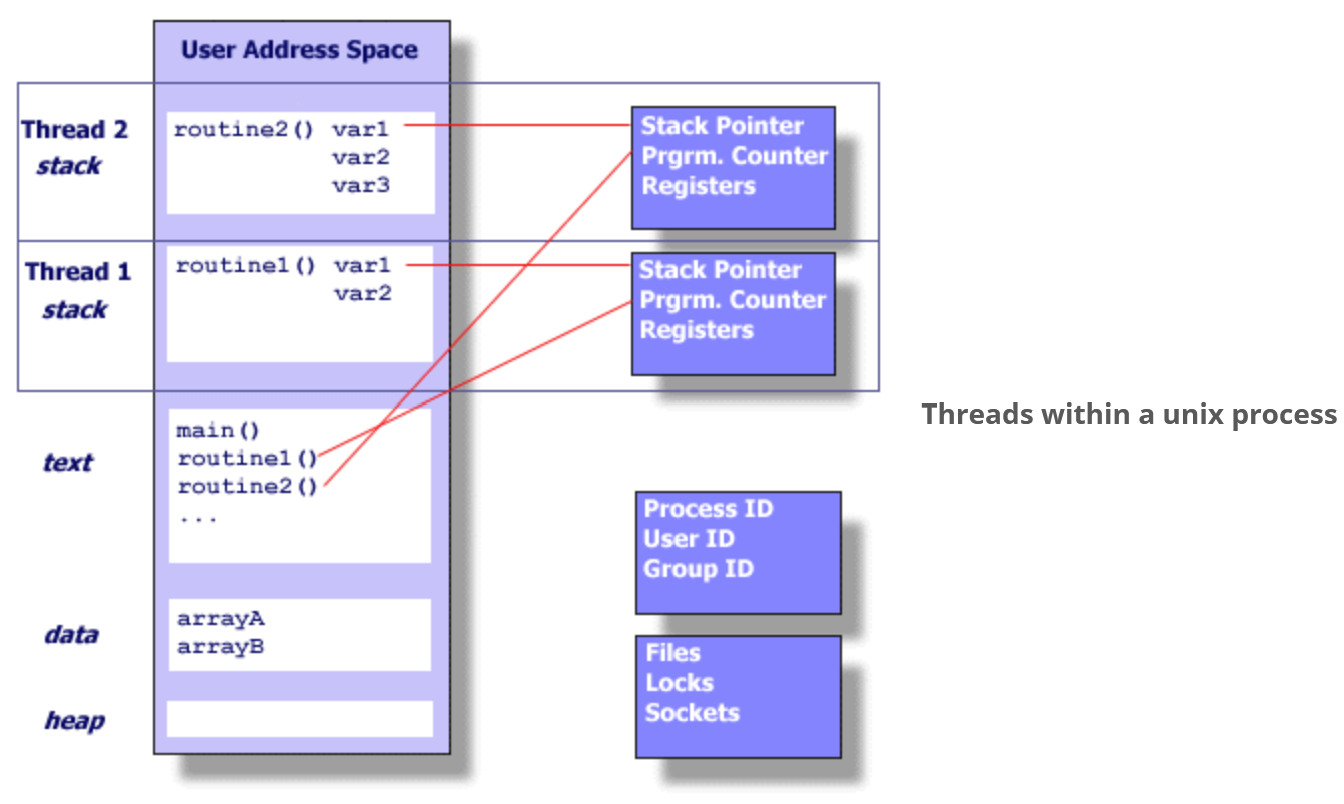 User Address Space
Thread 2
stack
routine2() var1
var2
var3
Stack Pointer
Prgrm. Counter
Registers
Thread 1
stack
routine1() var1
var2
Stack Pointer
Prgrm. Counter
Registers
Threads within a unix process
text
main()
routine1()
routine2()
...
Process ID
User ID
Group ID
data
arrayA
arrayB
Files
Locks
Sockets
heap